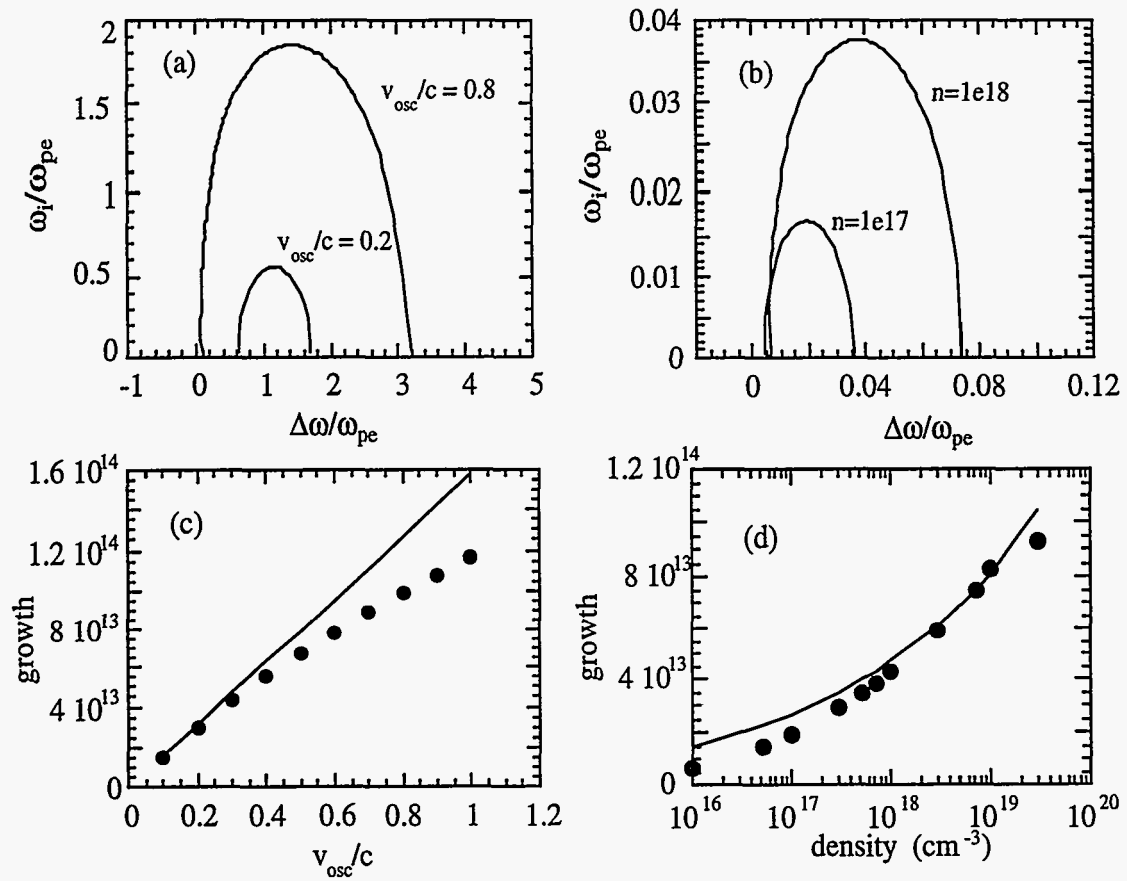 (a)
v_osc/c = 0.8
v_osc/c = 0.2
2
1.5
1
0.5
0
ω_i/ω_pe
-1 0 1 2 3 4 5
Δω/ω_pe
(b)
n=1e18
n=1e17
0.04
0.03
0.02
0.01
0
ω_i/ω_pe
0 0.04 0.08 0.12
Δω/ω_pe
(c)
1.6 10^14
1.2 10^14
8 10^13
4 10^13
0
growth
0 0.2 0.4 0.6 0.8 1 1.2
v_osc/c
(d)
1.2 10^14
8 10^13
4 10^13
0
growth
10^16 10^17 10^18 10^19 10^20
density (cm^-3)